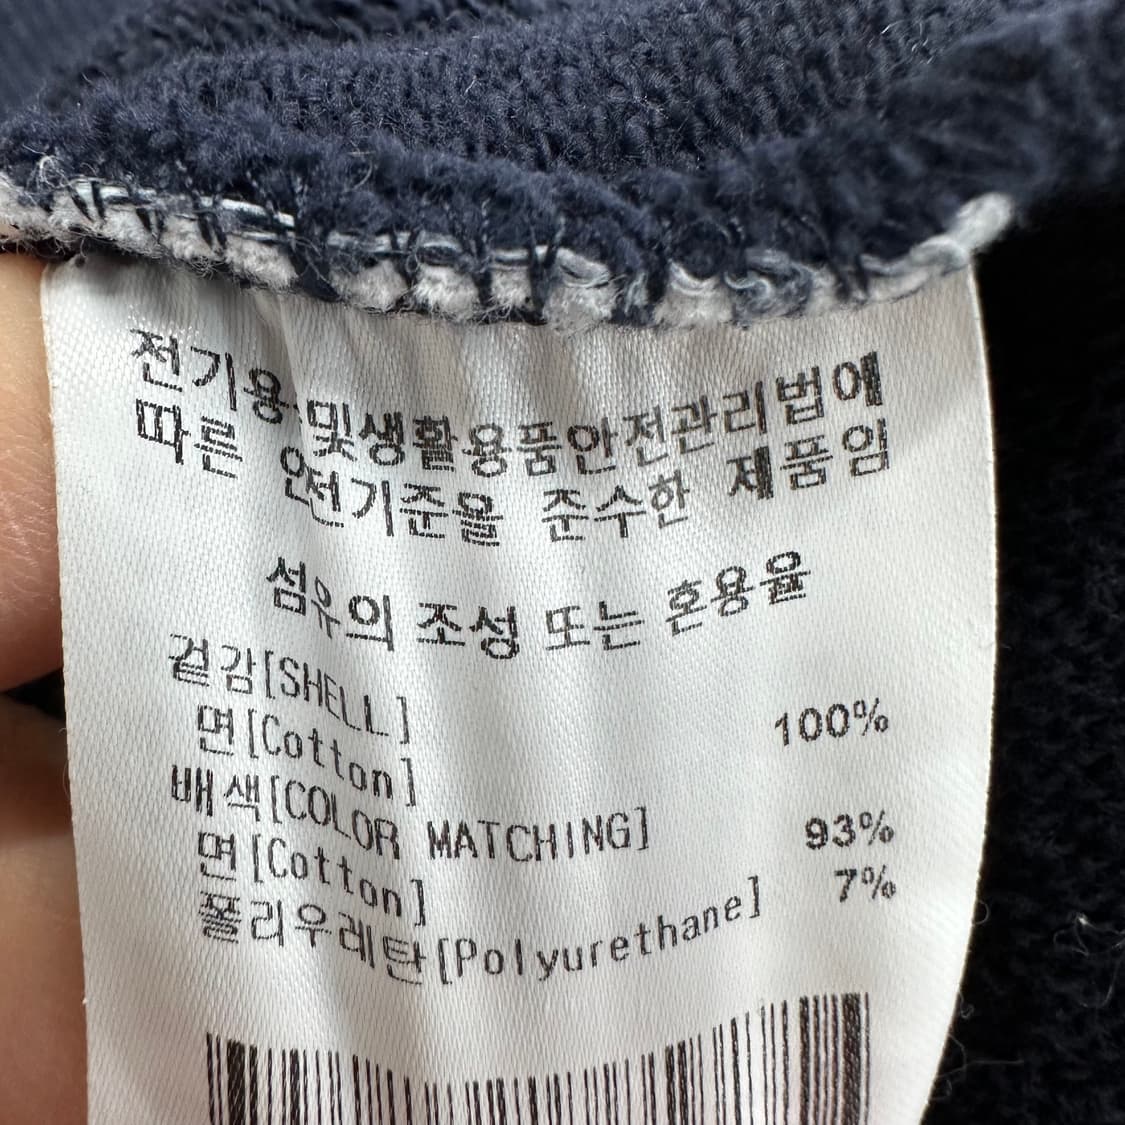 전기용 및생활용품안전관리법에
따른 안전기준을 준수한 제품임
섬유의 조성 또는 혼용율
겉감[SHELL]
면[Cotton] 100%
배색[COLOR MATCHING]
면[Cotton] 93%
폴리우레탄[Polyurethane] 7%